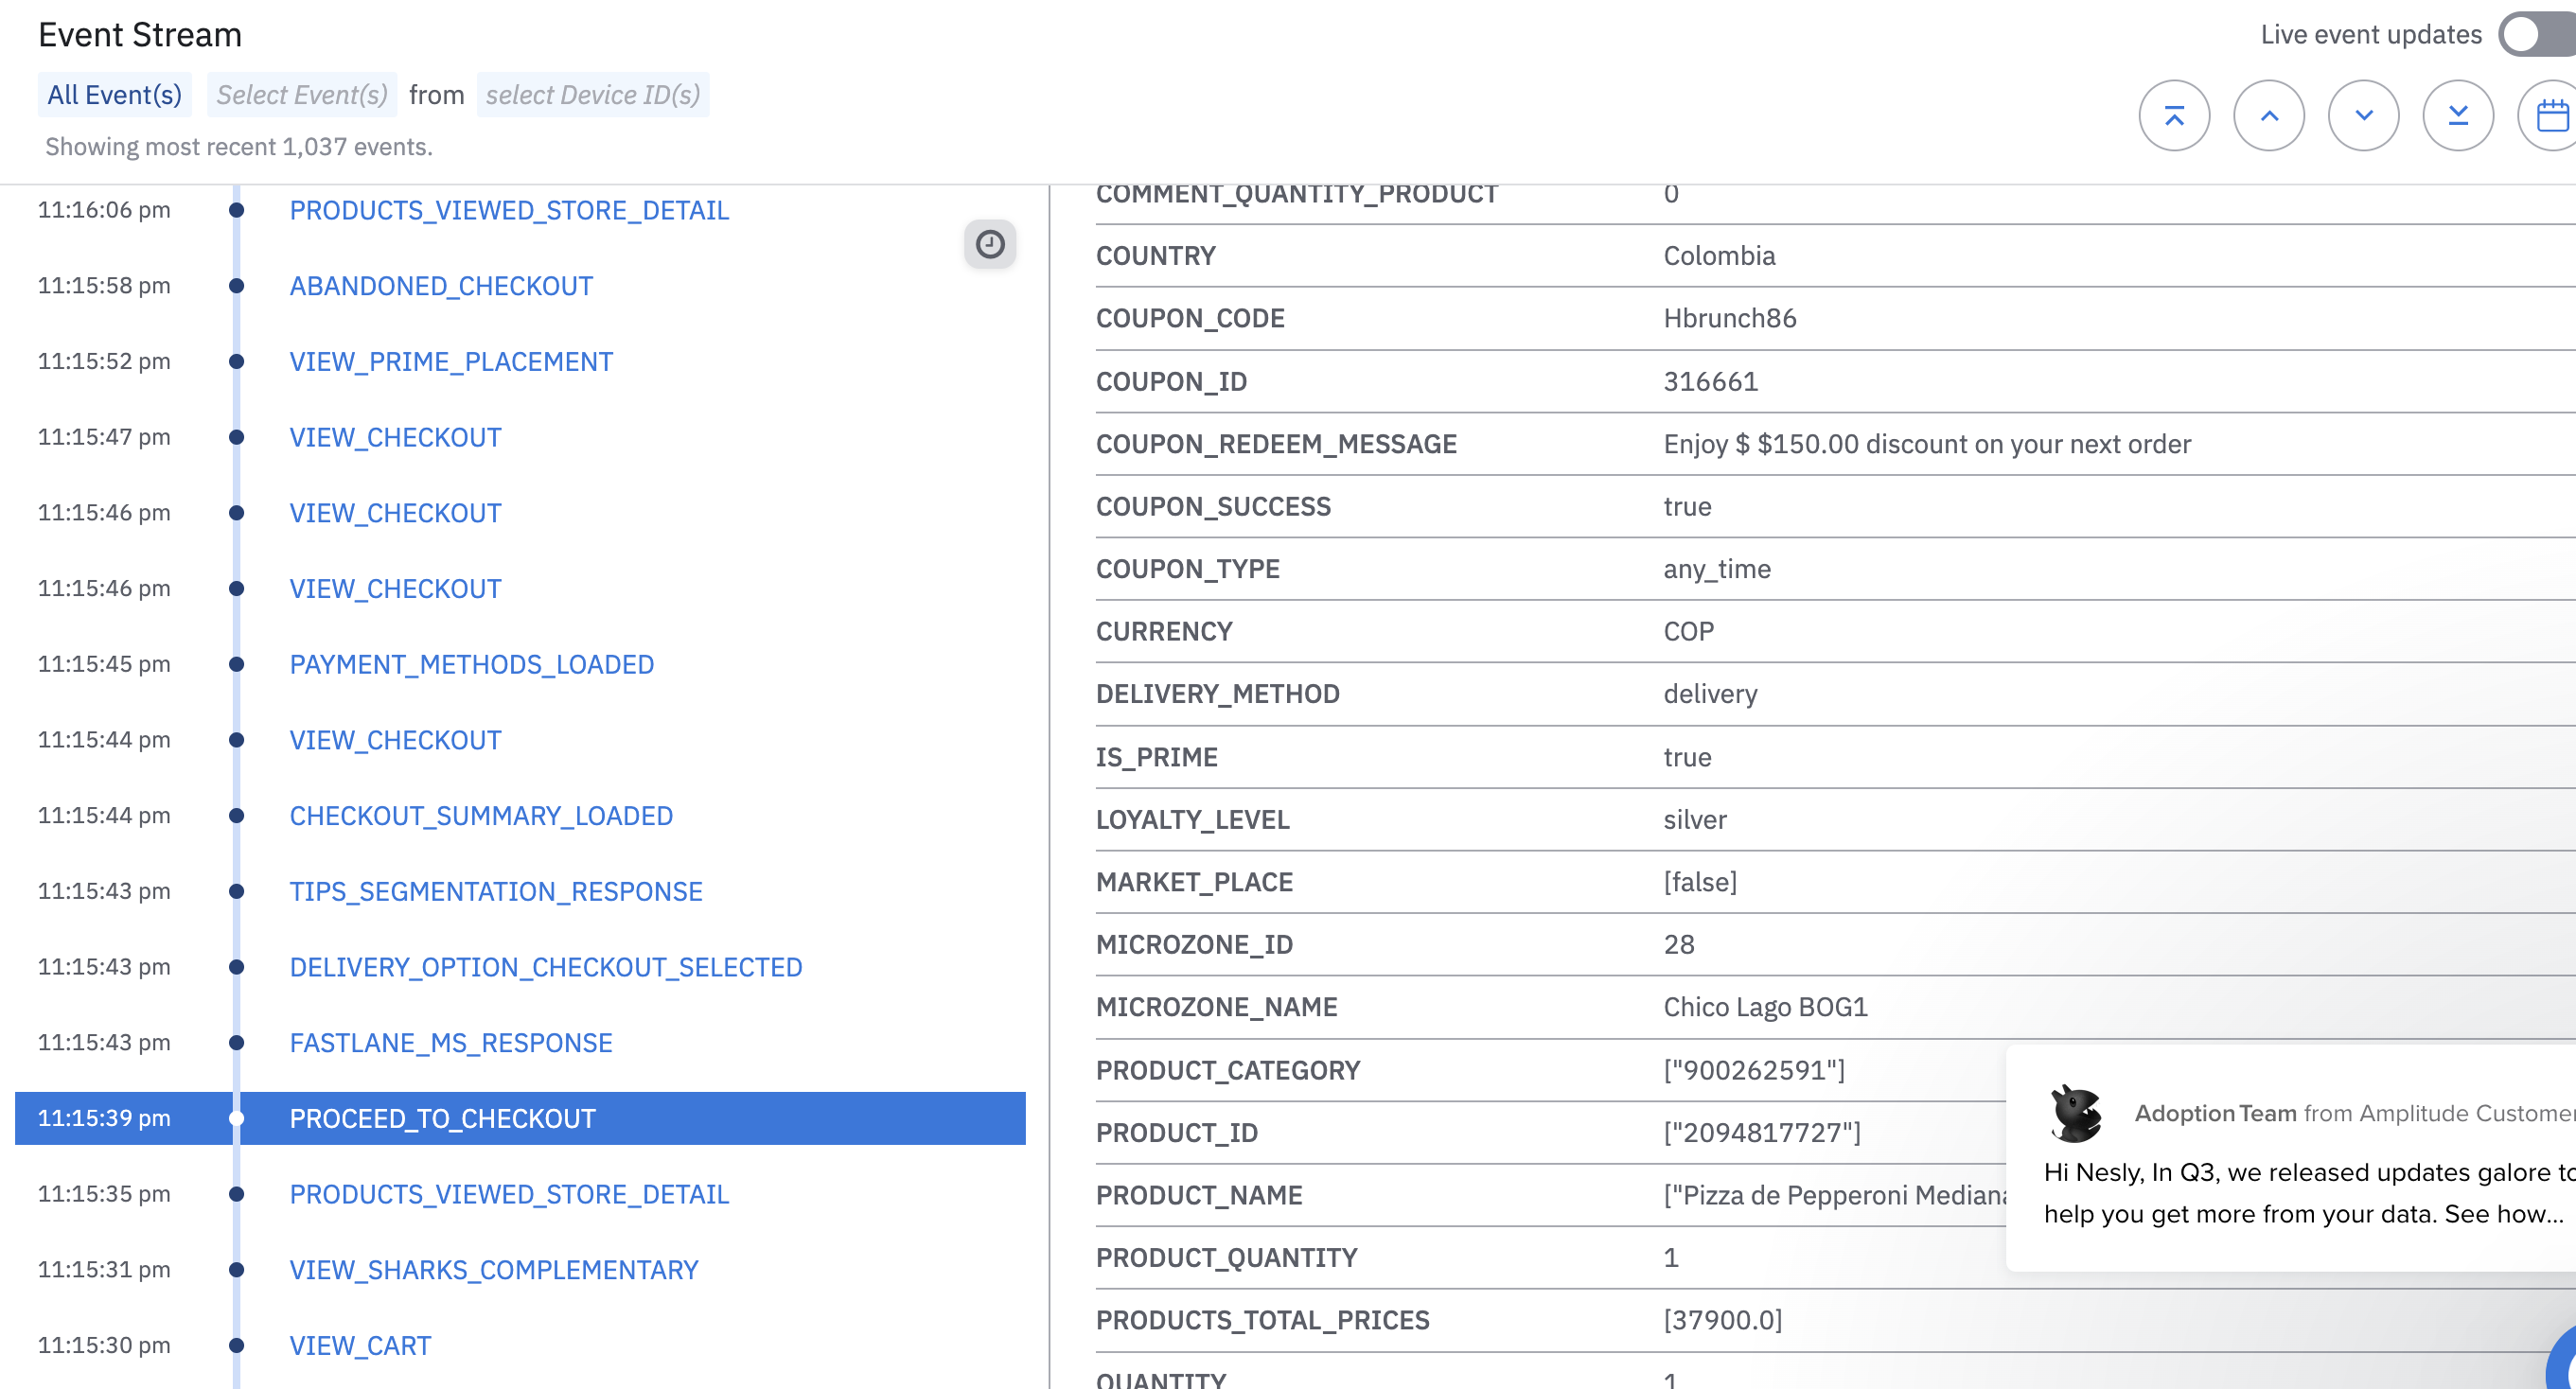 Event Stream
Live event updates
All Event(s) Select Event(s) from select Device ID(s)
Showing most recent 1,037 events.
11:16:06 pm PRODUCTS_VIEWED_STORE_DETAIL
11:15:58 pm ABANDONED_CHECKOUT
11:15:52 pm VIEW_PRIME_PLACEMENT
11:15:47 pm VIEW_CHECKOUT
11:15:46 pm VIEW_CHECKOUT
11:15:46 pm VIEW_CHECKOUT
11:15:45 pm PAYMENT_METHODS_LOADED
11:15:44 pm VIEW_CHECKOUT
11:15:44 pm CHECKOUT_SUMMARY_LOADED
11:15:43 pm TIPS_SEGMENTATION_RESPONSE
11:15:43 pm DELIVERY_OPTION_CHECKOUT_SELECTED
11:15:43 pm FASTLANE_MS_RESPONSE
11:15:39 pm PROCEED_TO_CHECKOUT
11:15:35 pm PRODUCTS_VIEWED_STORE_DETAIL
11:15:31 pm VIEW_SHARKS_COMPLEMENTARY
11:15:30 pm VIEW_CART
COMMENT_QUANTITY_PRODUCT 0
COUNTRY Colombia
COUPON_CODE Hbrunch86
COUPON_ID 316661
COUPON_REDEEM_MESSAGE Enjoy $ $150.00 discount on your next order
COUPON_SUCCESS true
COUPON_TYPE any_time
CURRENCY COP
DELIVERY_METHOD delivery
IS_PRIME true
LOYALTY_LEVEL silver
MARKET_PLACE [false]
MICROZONE_ID 28
MICROZONE_NAME Chico Lago BOG1
PRODUCT_CATEGORY ["900262591"]
PRODUCT_ID ["2094817727"]
PRODUCT_NAME ["Pizza de Pepperoni Mediana
PRODUCT_QUANTITY 1
PRODUCTS_TOTAL_PRICES [37900.0]
QUANTITY 1
Adoption Team from Amplitude Customer
Hi Nesly, In Q3, we released updates galore to
help you get more from your data. See how...